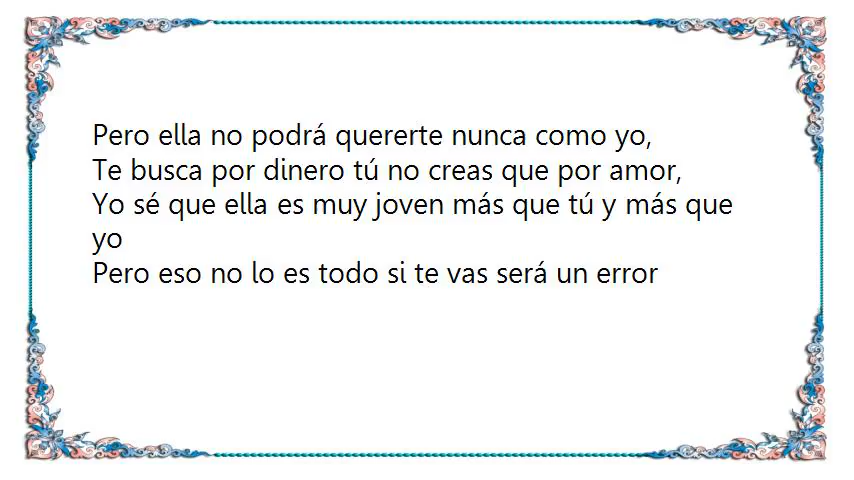 Pero ella no podrá quererte nunca como yo,
Te busca por dinero tú no creas que por amor,
Yo sé que ella es muy joven más que tú y más que
yo
Pero eso no lo es todo si te vas será un error